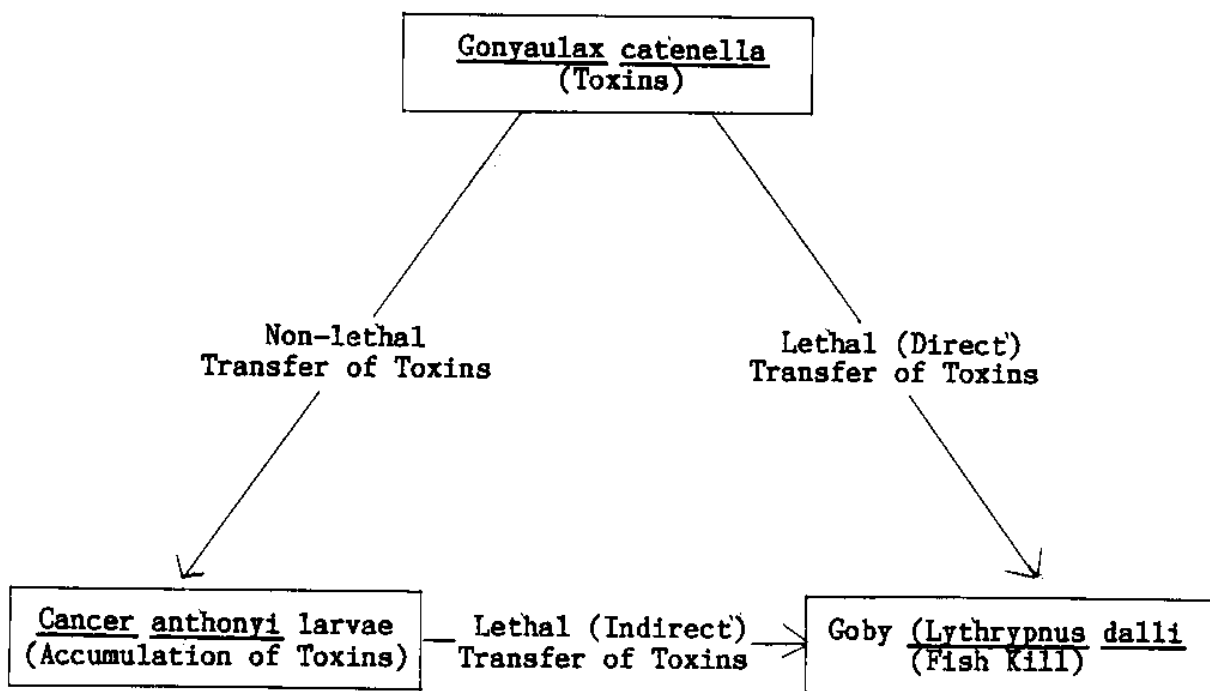 Gonyaulax catenella
(Toxins)
Non-lethal
Transfer of Toxins
Lethal (Direct)
Transfer of Toxins
Cancer anthonyi larvae
(Accumulation of Toxins)
Lethal (Indirect)
Transfer of Toxins
Goby (Lythrypnus dalli
(Fish Kill)